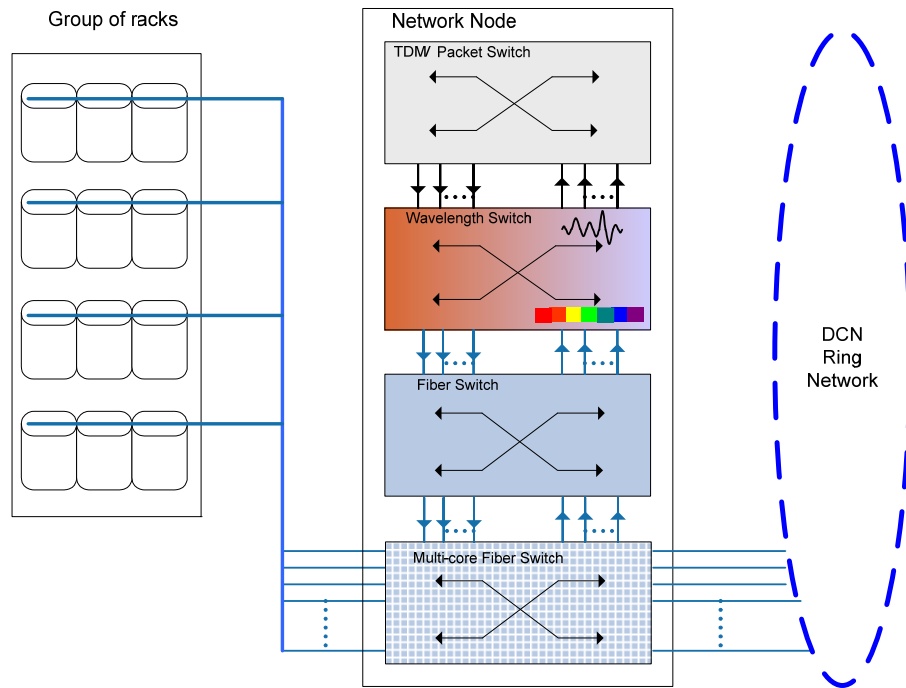 Group of racks
Network Node
TDM/ Packet Switch
Wavelength Switch
Fiber Switch
Multi-core Fiber Switch
DCN
Ring
Network